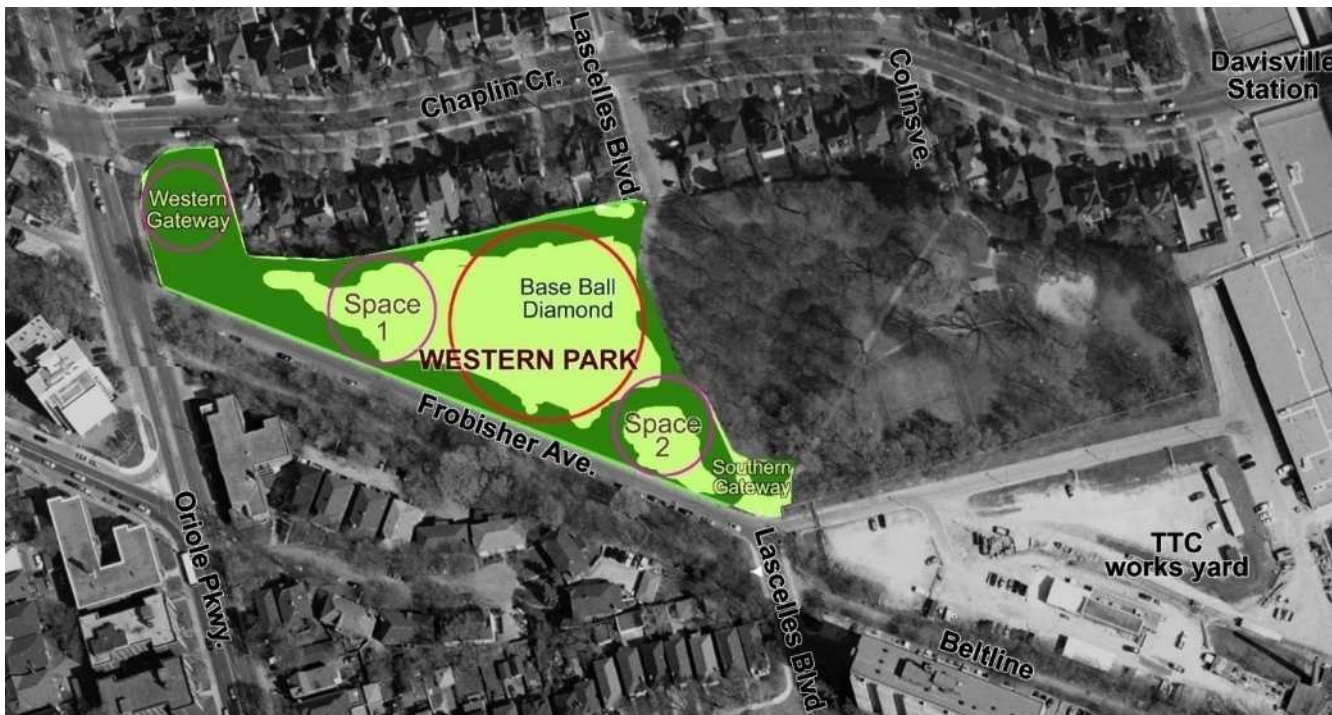 Lascelles Blvd
Chaplin Cr.
Colinsve.
Davisville
Station
Western
Gateway
Base Ball
Diamond
Space
1
WESTERN PARK
Frobisher Ave.
Space
2
Southern
Gateway
Oriole Pkwy.
Lascelles Blvd.
TTC
works yard
Beltline